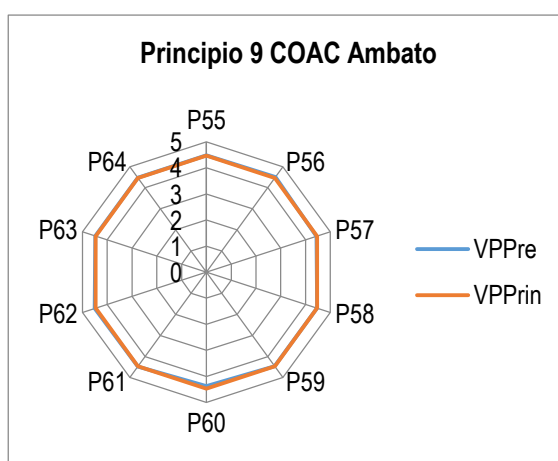 Principio 9 COAC Ambato
P55
P56
P57
P58
P59
P60
P61
P62
P63
P64
5
4
3
2
1
0
VPPre
VPPrin